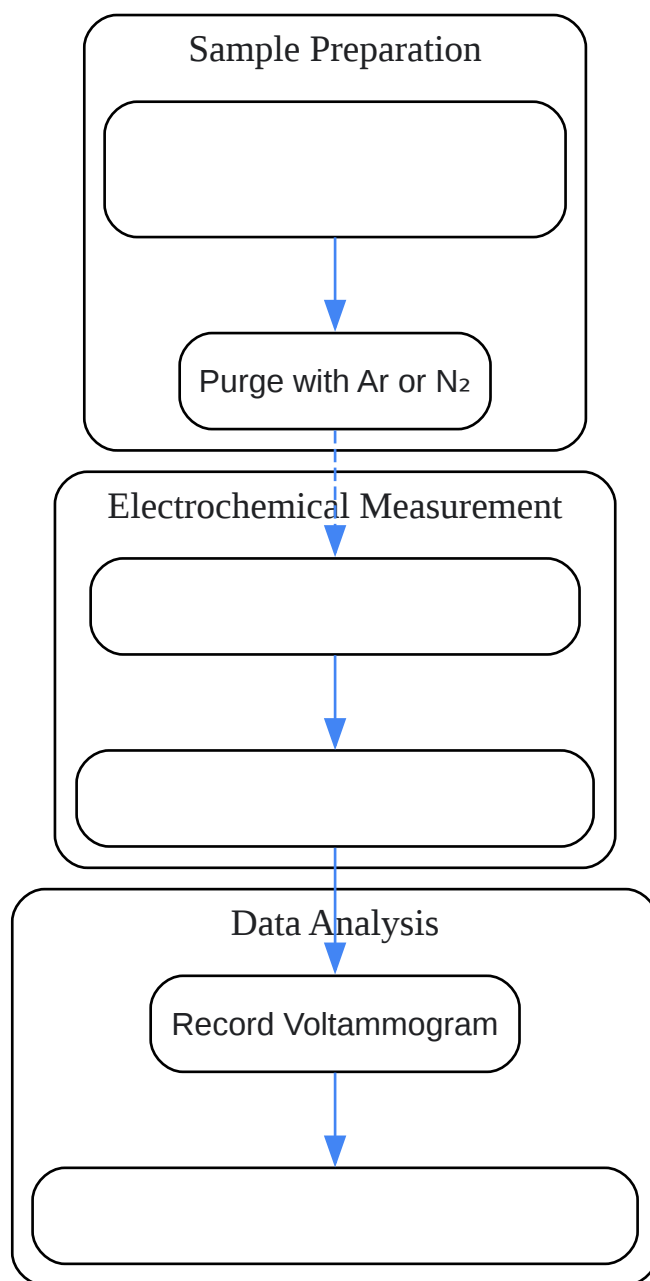 Sample Preparation
Purge with Ar or N₂
Electrochemical Measurement
Data Analysis
Record Voltammogram